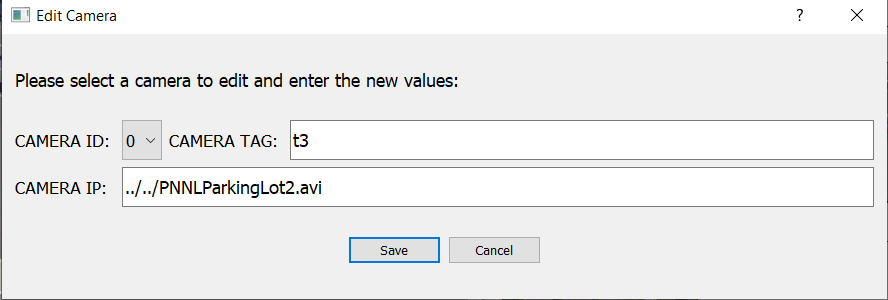 Edit Camera ?
Please select a camera to edit and enter the new values:
CAMERA ID: 0 CAMERA TAG: t3
CAMERA IP: ../../PNNLParkingLot2.avi
Save Cancel